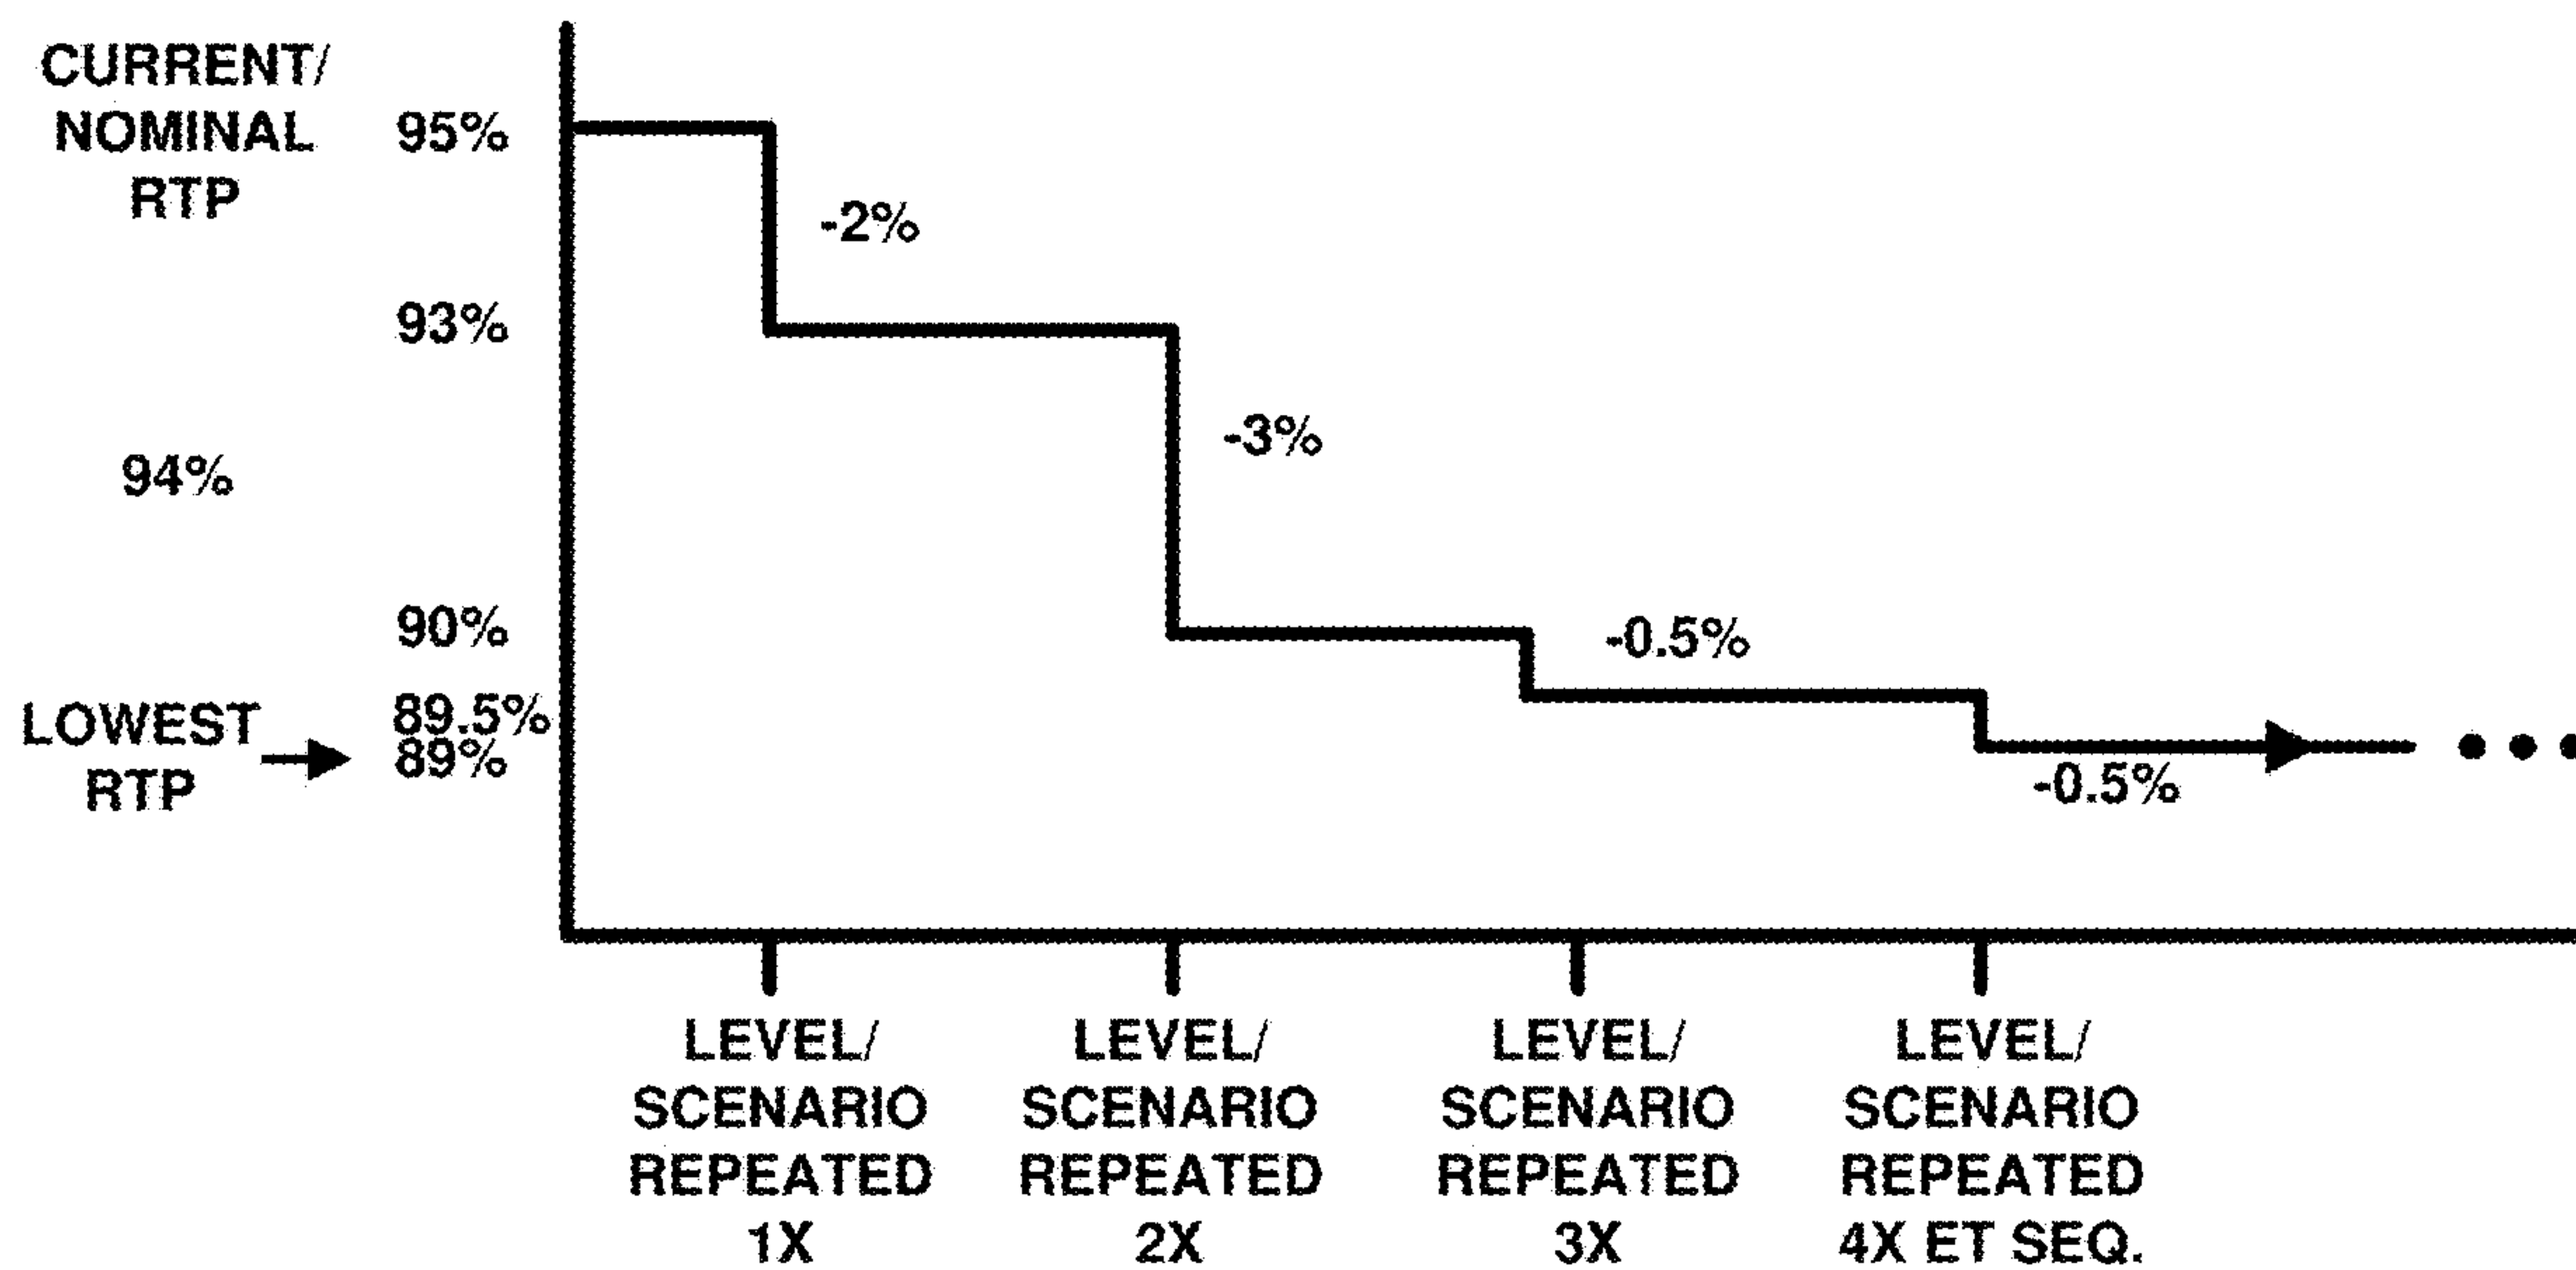 CURRENT/
NOMINAL
RTP
95%
-2%
93%
-3%
94%
90%
-0.5%
89.5%
LOWEST
RTP
89%
-0.5%
LEVEL/
SCENARIO
REPEATED
1X
LEVEL/
SCENARIO
REPEATED
2X
LEVEL/
SCENARIO
REPEATED
3X
LEVEL/
SCENARIO
REPEATED
4X ET SEQ.